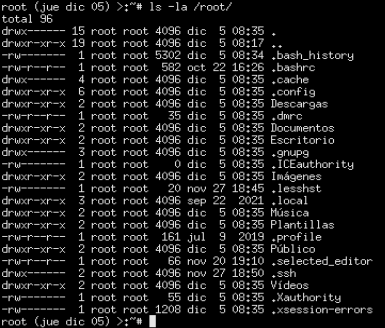 root (jue dic 05) >:~# ls -la /root/
total 96
drwx------ 15 root root 4096 dic  5 08:35 .
drwxr-xr-x 19 root root 4096 dic  5 08:17 ..
-rw-------  1 root root 5302 dic  5 08:34 .bash_history
-rw-r--r--  1 root root  582 oct 22 16:26 .bashrc
drwx------  4 root root 4096 dic  5 08:35 .cache
drwxr-xr-x  6 root root 4096 dic  5 08:35 .config
drwxr-xr-x  2 root root 4096 dic  5 08:35 Descargas
-rw-r--r--  1 root root   35 dic  5 08:35 .dmrc
drwxr-xr-x  2 root root 4096 dic  5 08:35 Documentos
drwxr-xr-x  2 root root 4096 dic  5 08:35 Escritorio
drwx------  3 root root 4096 dic  5 08:35 .gnupg
-rw-------  1 root root    0 dic  5 08:35 .ICEauthority
drwxr-xr-x  2 root root 4096 dic  5 08:35 Imágenes
-rw-------  1 root root   20 nov 27 18:45 .lesshst
drwxr-xr-x  3 root root 4096 sep 22  2021 .local
drwxr-xr-x  2 root root 4096 dic  5 08:35 Música
drwxr-xr-x  2 root root 4096 dic  5 08:35 Plantillas
-rw-r--r--  1 root root  161 jul  9  2019 .profile
drwxr-xr-x  2 root root 4096 dic  5 08:35 Público
-rw-r--r--  1 root root   66 nov 20 19:10 .selected_editor
drwx------  2 root root 4096 nov 27 18:50 .ssh
drwxr-xr-x  2 root root 4096 dic  5 08:35 Vídeos
-rw-------  1 root root   55 dic  5 08:35 .Xauthority
-rw-------  1 root root 1208 dic  5 08:35 .xsession-errors
root (jue dic 05) >:~#